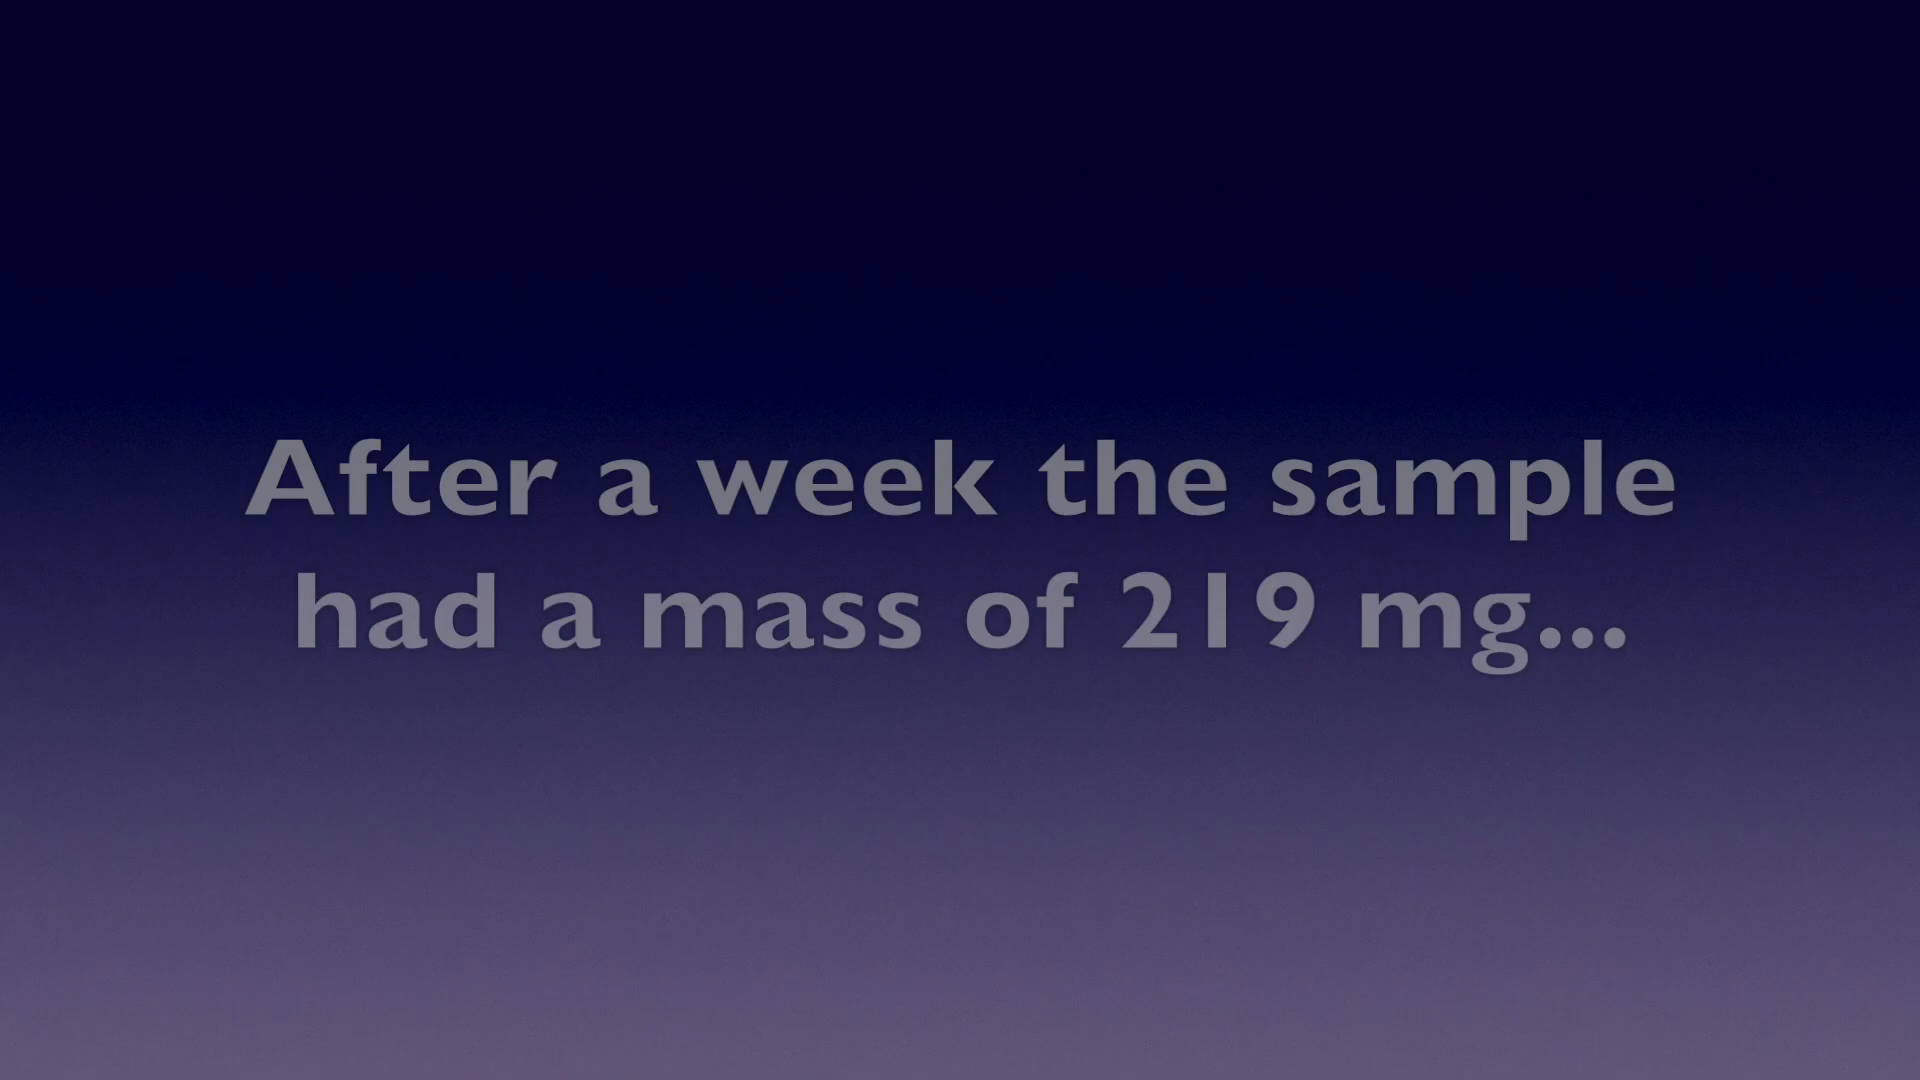 After a week the sample
had a mass of 219 mg...